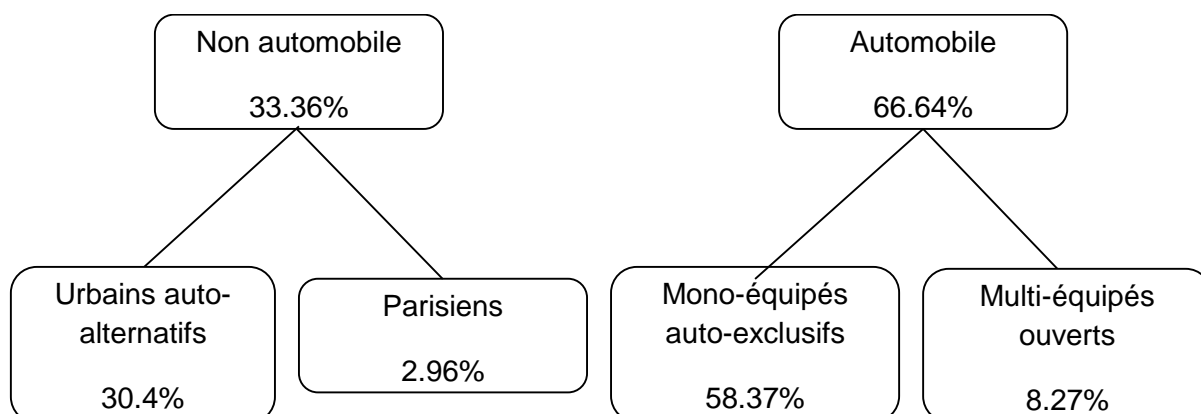 Non automobile
33.36%
Automobile
66.64%
Urbains auto-
alternatifs
30.4%
Parisiens
2.96%
Mono-équipés
auto-exclusifs
58.37%
Multi-équipés
ouverts
8.27%